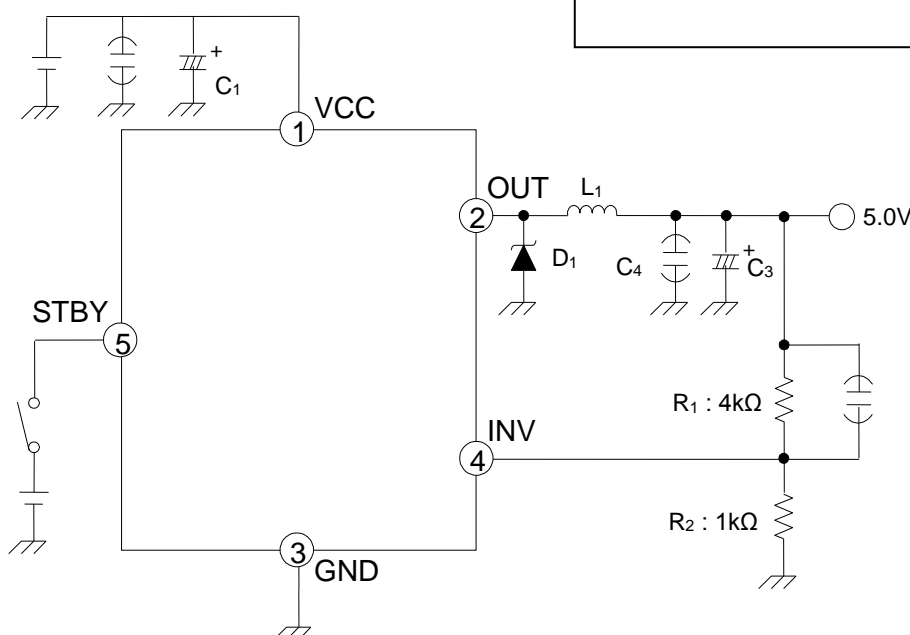 C₁
VCC
1
OUT
L₁
2
5.0V
D₁
C₄
C₃
STBY
5
R₁ : 4kΩ
INV
4
R₂ : 1kΩ
3
GND